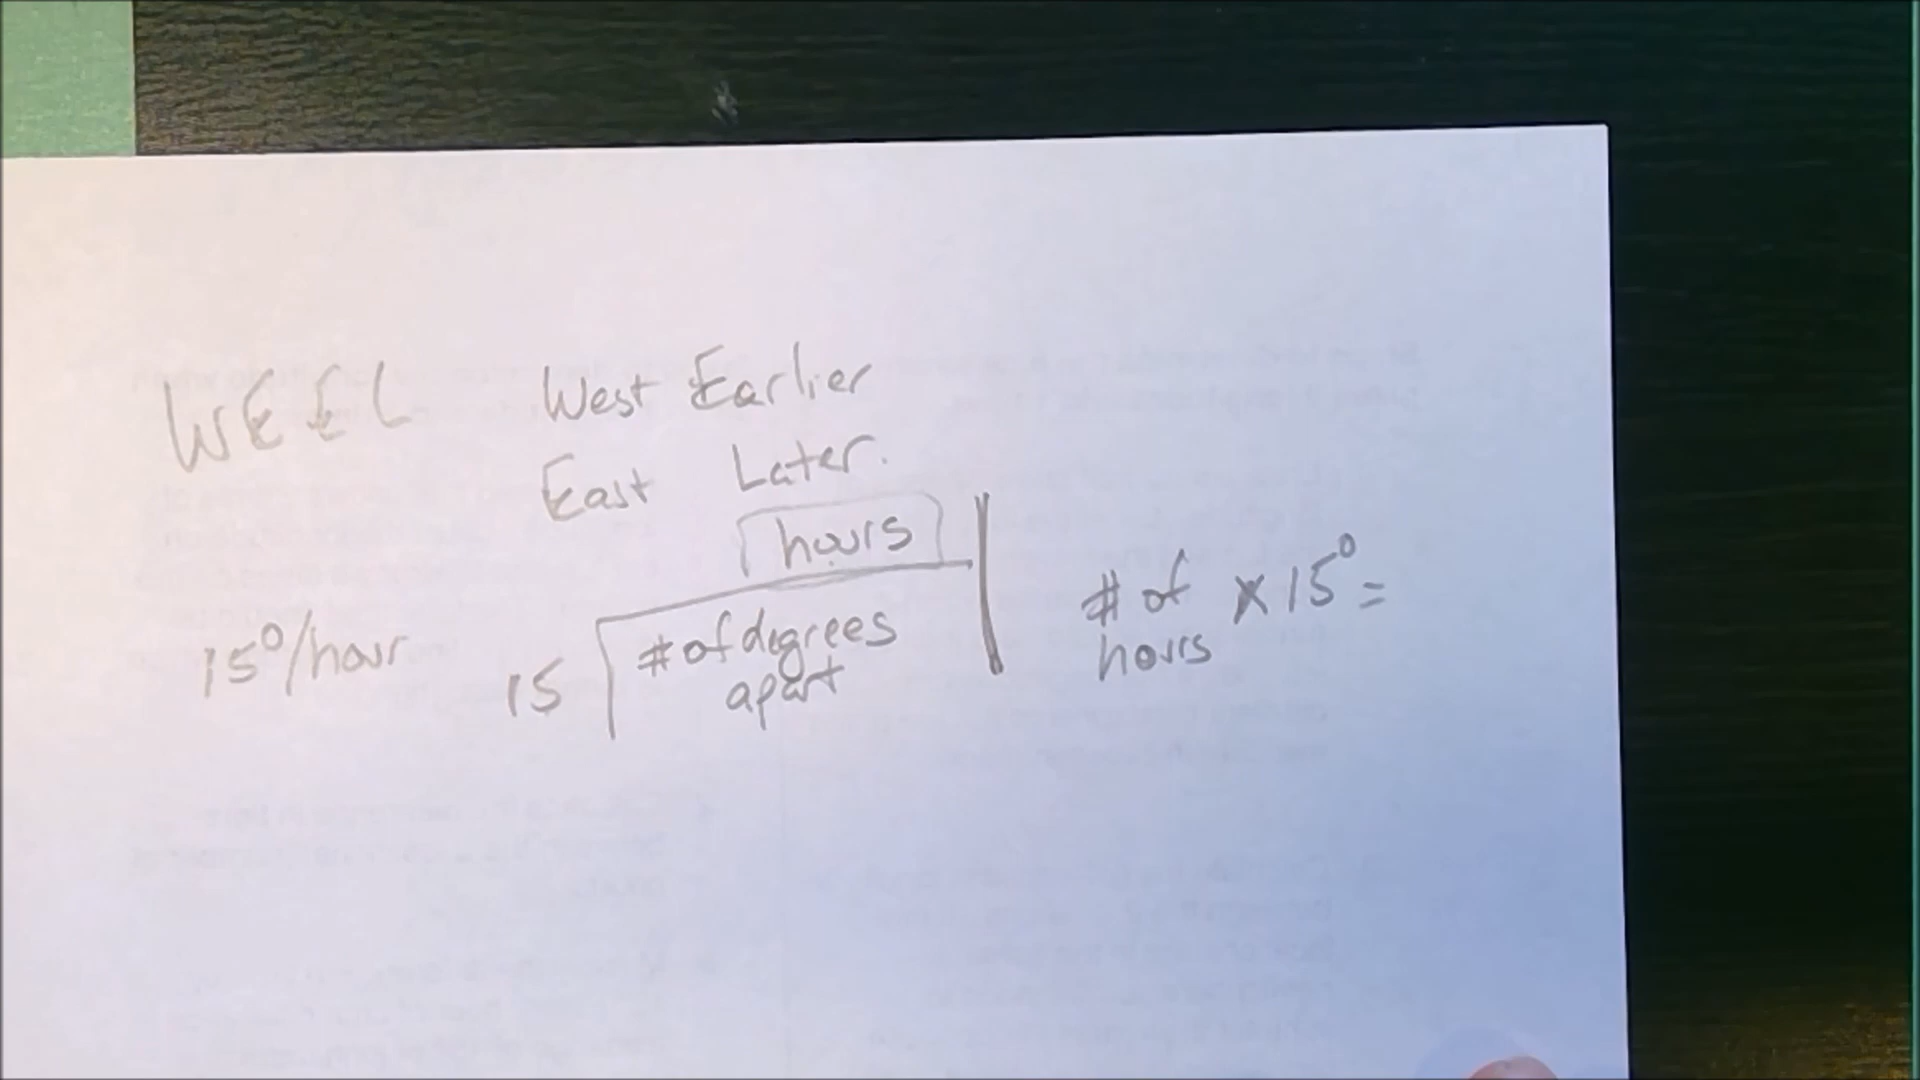 WEEL West Earlier
East Later.
hours
15°/hour 15 # of degrees
apart
# of x 15° =
hours